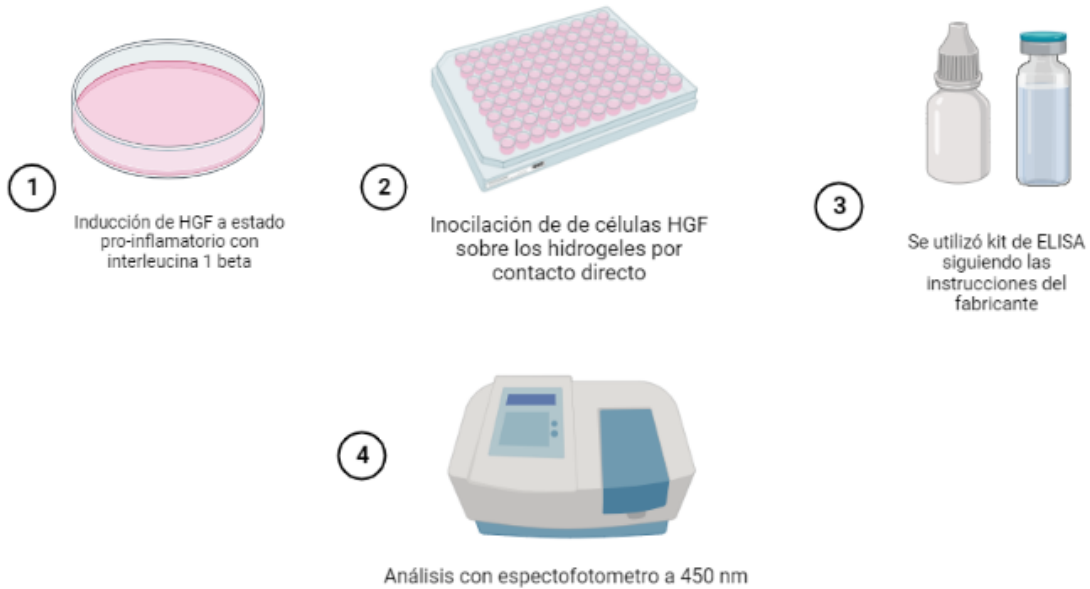 1
Inducción de HGF a estado
pro-inflamatorio con
interleucina 1 beta
2
Inocilación de de células HGF
sobre los hidrogeles por
contacto directo
3
Se utilizó kit de ELISA
siguiendo las
instrucciones del
fabricante
4
Análisis con espectofotometro a 450 nm